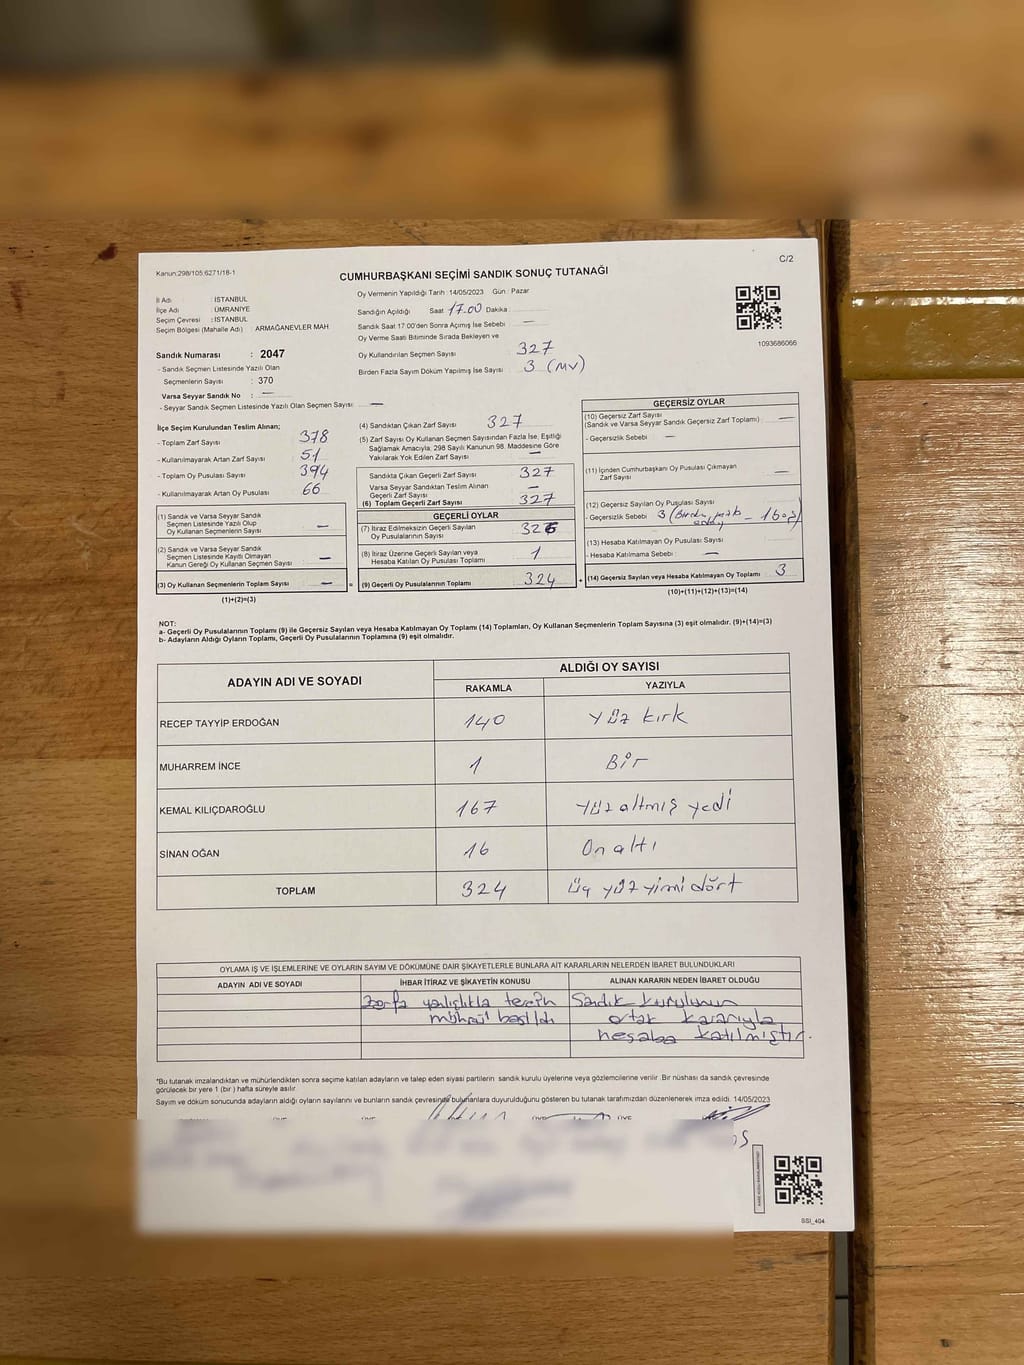 Kanun:298/105;6271/18-1
C/2
CUMHURBAŞKANI SEÇİMİ SANDIK SONUÇ TUTANAĞI
İl Adı : İSTANBUL
İlçe Adı : ÜMRANİYE
Seçim Çevresi : İSTANBUL
Seçim Bölgesi (Mahalle Adı) ARMAĞANEVLER MAH
Sandık Numarası : 2047
- Sandık Seçmen Listesinde Yazılı Olan
Seçmenlerin Sayısı : 370
Varsa Seyyar Sandık No : —
- Seyyar Sandık Seçmen Listesinde Yazılı Olan Seçmen Sayısı : —
Oy Vermenin Yapıldığı Tarih : 14/05/2023 Gün : Pazar
Sandığın Açıldığı Saat 17.00 Dakika
Sandık Saat 17:00'den Sonra Açılmış İse Sebebi —
Oy Verme Saati Bitiminde Sırada Bekleyen ve
Oy Kullandırılan Seçmen Sayısı 327
Birden Fazla Sayım Döküm Yapılmış İse Sayısı 3 (MV)
1093686066
İlçe Seçim Kurulundan Teslim Alınan;
- Toplam Zarf Sayısı 378
- Kullanılmayarak Artan Zarf Sayısı 51
- Toplam Oy Pusulası Sayısı 394
- Kullanılmayarak Artan Oy Pusulası 66
(1) Sandık ve Varsa Seyyar Sandık
Seçmen Listesinde Yazılı Olup
Oy Kullanan Seçmenlerin Sayısı —
(2) Sandık ve Varsa Seyyar Sandık
Seçmen Listesinde Kayıtlı Olmayan
Kanun Gereği Oy Kullanan Seçmen Sayısı —
(3) Oy Kullanan Seçmenlerin Toplam Sayısı —
(1)+(2)=(3)
(4) Sandıktan Çıkan Zarf Sayısı 327
(5) Zarf Sayısı Oy Kullanan Seçmen Sayısından Fazla İse, Eşitliği
Sağlamak Amacıyla, 298 Sayılı Kanunun 98. Maddesine Göre
Yakılarak Yok Edilen Zarf Sayısı —
Sandıkta Çıkan Geçerli Zarf Sayısı 327
Varsa Seyyar Sandıktan Teslim Alınan
Geçerli Zarf Sayısı —
(6) Toplam Geçerli Zarf Sayısı 327
GEÇERLİ OYLAR
(7) İtiraz Edilmeksizin Geçerli Sayılan
Oy Pusulasının Sayısı
(8) İtiraz Üzerine Geçerli Sayılan veya
Hesaba Katılan Oy Pusulası Toplamı 1
= (9) Geçerli Oy Pusulalarının Toplamı 324
GEÇERSİZ OYLAR
(10) Geçersiz Zarf Sayısı
(Sandık ve Varsa Seyyar Sandık Geçersiz Zarf Toplamı) —
- Geçersizlik Sebebi —
(11) İçinden Cumhurbaşkanı Oy Pusulası Çıkmayan
Zarf Sayısı —
(12) Geçersiz Sayılan Oy Pusulası Sayısı
- Geçersizlik Sebebi 3 (Birden
(13) Hesaba Katılmayan Oy Pusulası Sayısı
- Hesaba Katılmama Sebebi : —
+ (14) Geçersiz Sayılan veya Hesaba Katılmayan Oy Toplamı 3
(10)+(11)+(12)+(13)=(14)
NOT:
a- Geçerli Oy Pusulalarının Toplamı (9) ile Geçersiz Sayılan veya Hesaba Katılmayan Oy Toplamı (14) Toplamları, Oy Kullanan Seçmenlerin Toplam Sayısına (3) eşit olmalıdır. (9)+(14)=(3)
b- Adayların Aldığı Oyların Toplamı, Geçerli Oy Pusulalarının Toplamına (9) eşit olmalıdır.
ADAYIN ADI VE SOYADI ALDIĞI OY SAYISI
RAKAMLA YAZIYLA
RECEP TAYYİP ERDOĞAN 140 Yüz kırk
MUHARREM İNCE 1 Bir
KEMAL KILIÇDAROĞLU 167 Yüz altmış yedi
SİNAN OĞAN 16 On altı
TOPLAM 324 üç yüz yirmi dört
OYLAMA İŞ VE İŞLEMLERİNE VE OYLARIN SAYIM VE DÖKÜMÜNE DAİR ŞİKAYETLERLE BUNLARA AİT KARARLARIN NELERDEN İBARET BULUNDUKLARI
ADAYIN ADI VE SOYADI İHBAR İTİRAZ VE ŞİKAYETİN KONUSU ALINAN KARARIN NEDEN İBARET OLDUĞU
Zarfa yanlışlıkla tercih Sandık kurulunun
mührü basıldı ortak kararıyla
hesaba katılmıştır.
*Bu tutanak imzalandıktan ve mühürlendikten sonra seçime katılan adayların ve talep eden siyasi partilerin sandık kurulu üyelerine veya gözlemcilerine verilir. Bir nüshası da sandık çevresinde
görülecek bir yere 1 (bir ) hafta süreyle asılır.
Sayım ve döküm sonucunda adayların aldığı oyların sayılarını ve bunların sandık çevresinde bulunanlara duyurulduğunu gösteren bu tutanak tarafımızdan düzenlenerek imza edildi. 14/05/2023
SSI_404